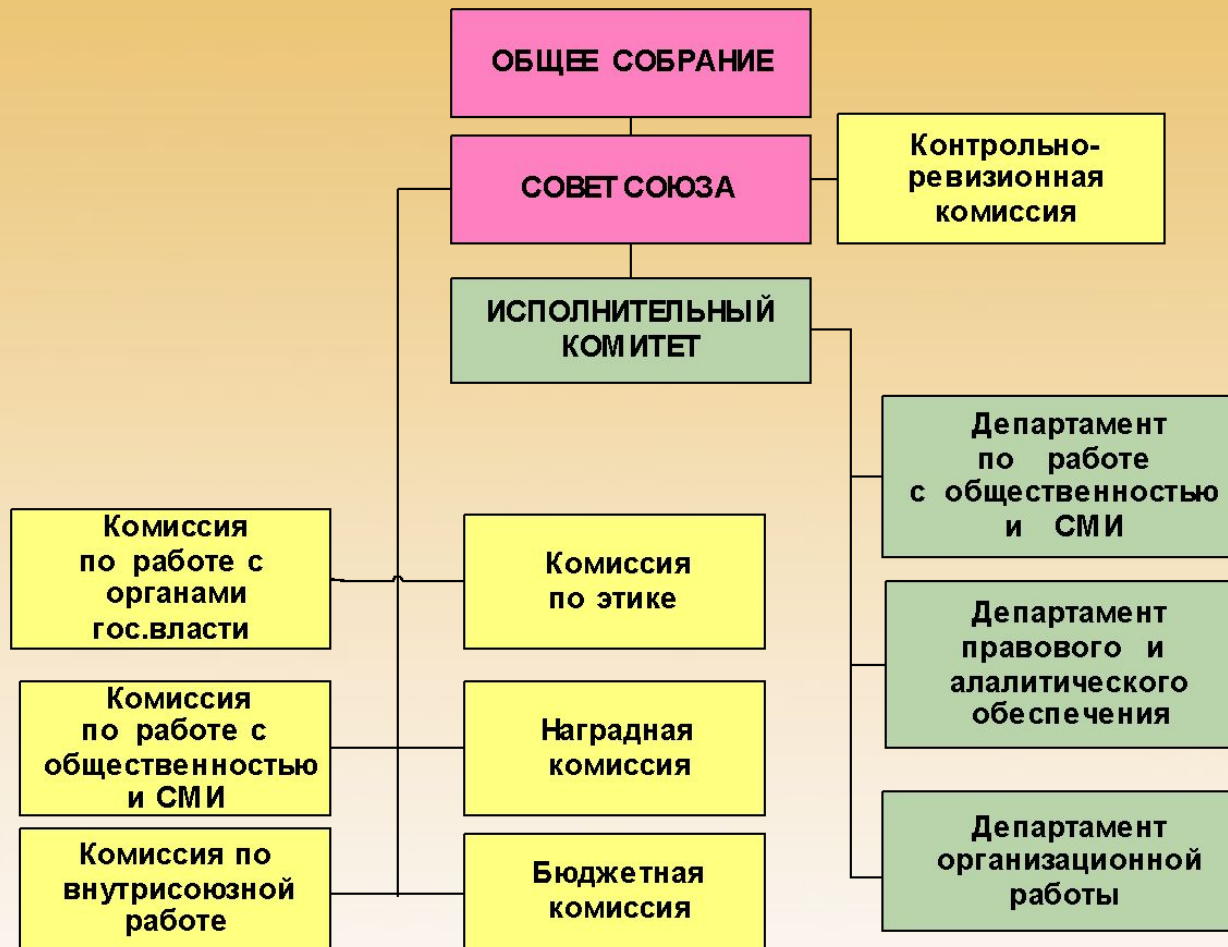 ОБЩЕЕ СОБРАНИЕ
СОВЕТ СОЮЗА
Контрольно-
ревизионная
комиссия
ИСПОЛНИТЕЛЬНЫЙ
КОМИТЕТ
Департамент
по работе
с общественностью
и СМИ
Комиссия
по работе с
органами
гос.власти
Комиссия
по этике
Департамент
правового и
алалитического
обеспечения
Комиссия
по работе с
общественностью
и СМИ
Наградная
комиссия
Департамент
организационной
работы
Комиссия по
внутрисоюзной
работе
Бюджетная
комиссия